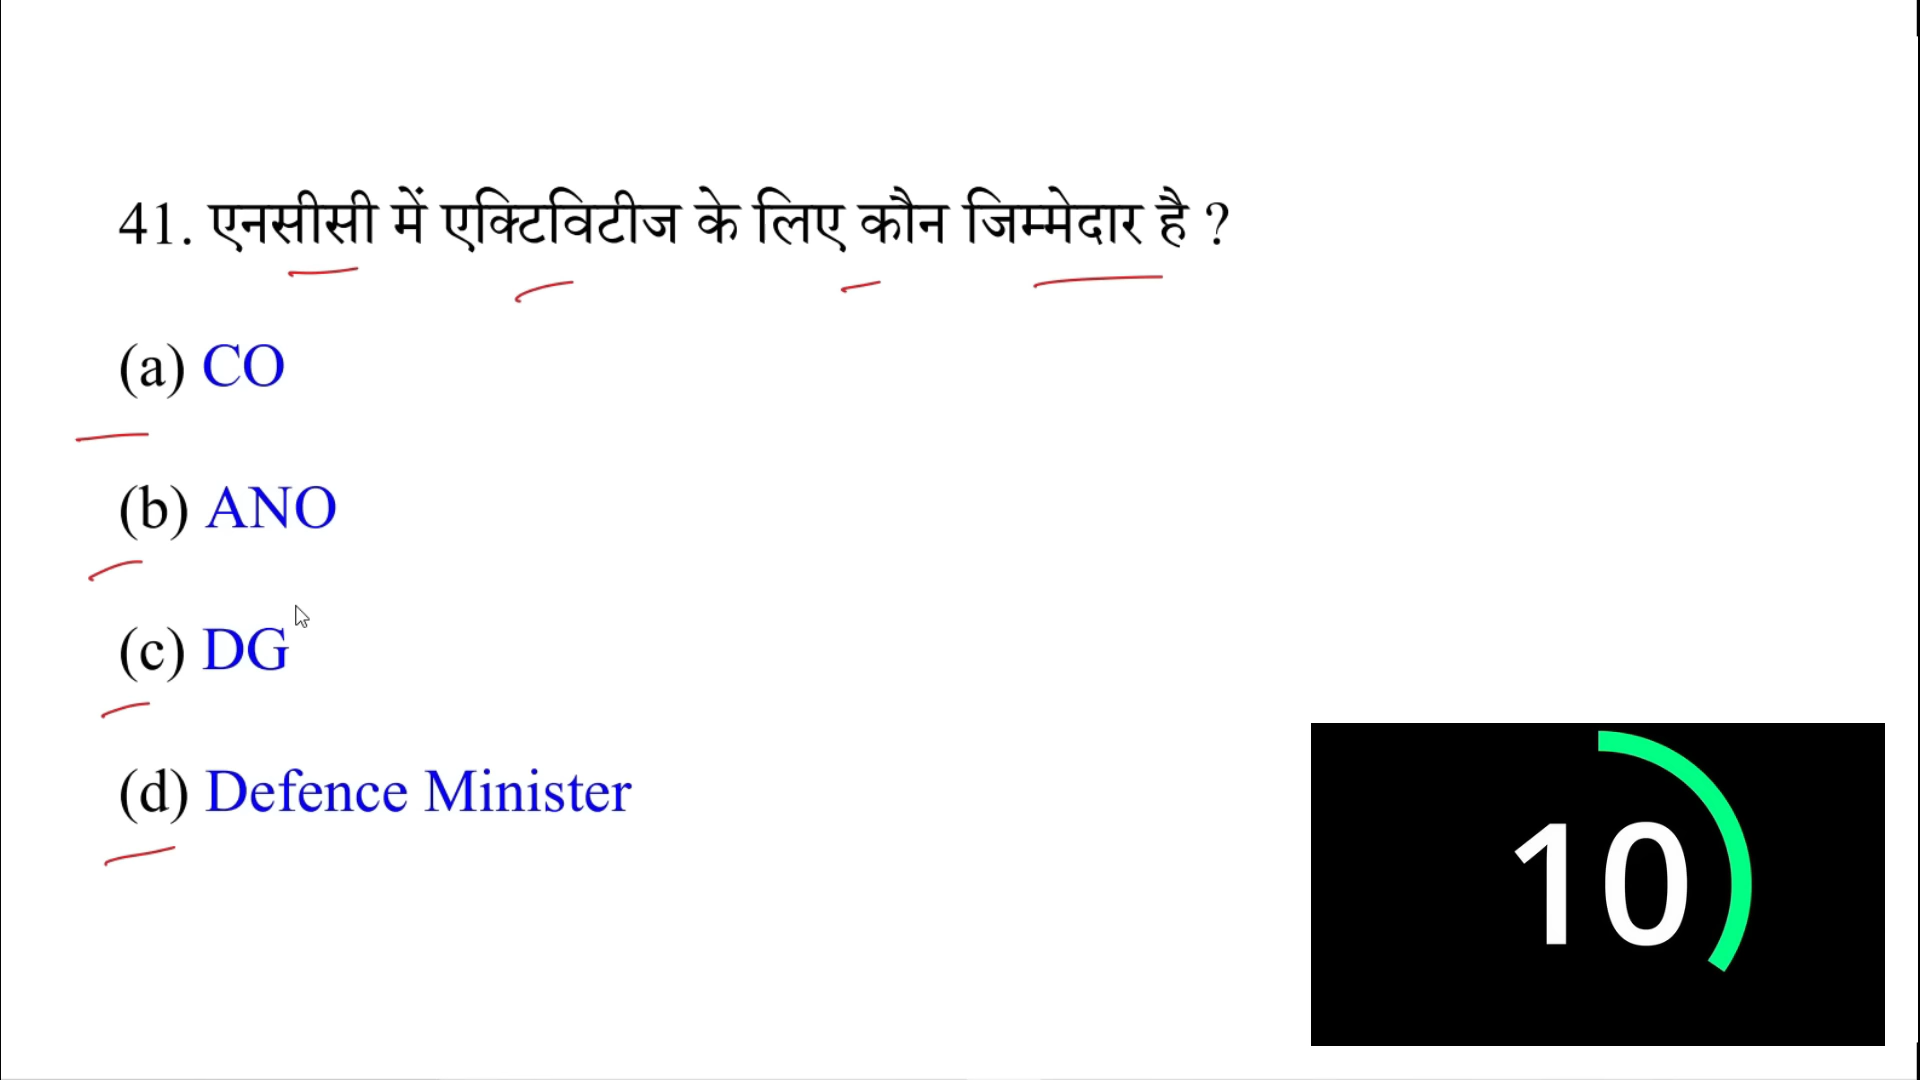 41. एनसीसी में एक्टिविटीज के लिए कौन जिम्मेदार है ?
(a) CO
(b) ANO
(c) DG
(d) Defence Minister
10